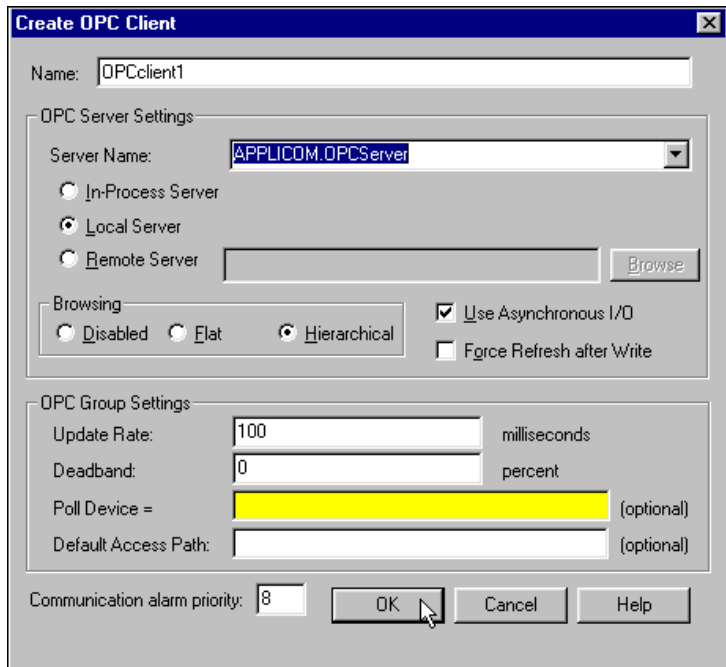 Create OPC Client
Name: OPCclient1
OPC Server Settings
Server Name: APPLICOM.OPCServer
In-Process Server
Local Server
Remote Server Browse
Browsing
Disabled Flat Hierarchical
Use Asynchronous I/O
Force Refresh after Write
OPC Group Settings
Update Rate: 100 milliseconds
Deadband: 0 percent
Poll Device = (optional)
Default Access Path: (optional)
Communication alarm priority: 8 OK Cancel Help